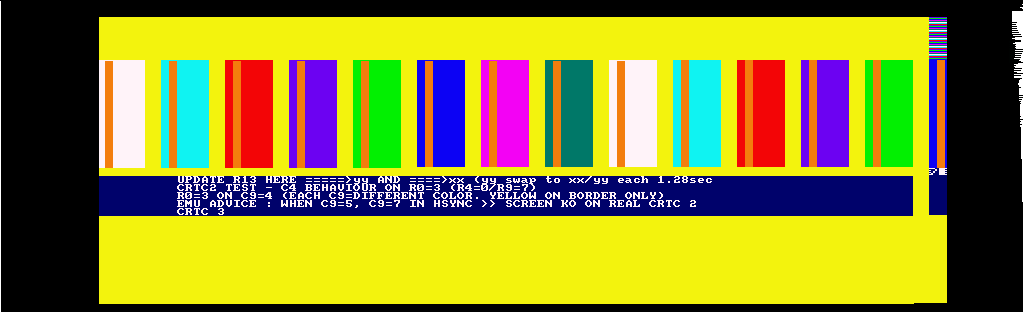 UPDATE R13 HERE =====>yy AND ====>xx (yy swap to xx/yy each 1.28sec
CRTC2 TEST - C4 BEHAVIOUR ON R0=3 (R4=0/R9=7)
R0=3 ON C9=4 (EACH C9=DIFFERENT COLOR. YELLOW ON BORDER ONLY)
EMU ADVICE : WHEN C9=5, C9=7 IN HSYNC >> SCREEN KO ON REAL CRTC 2
CRTC 3